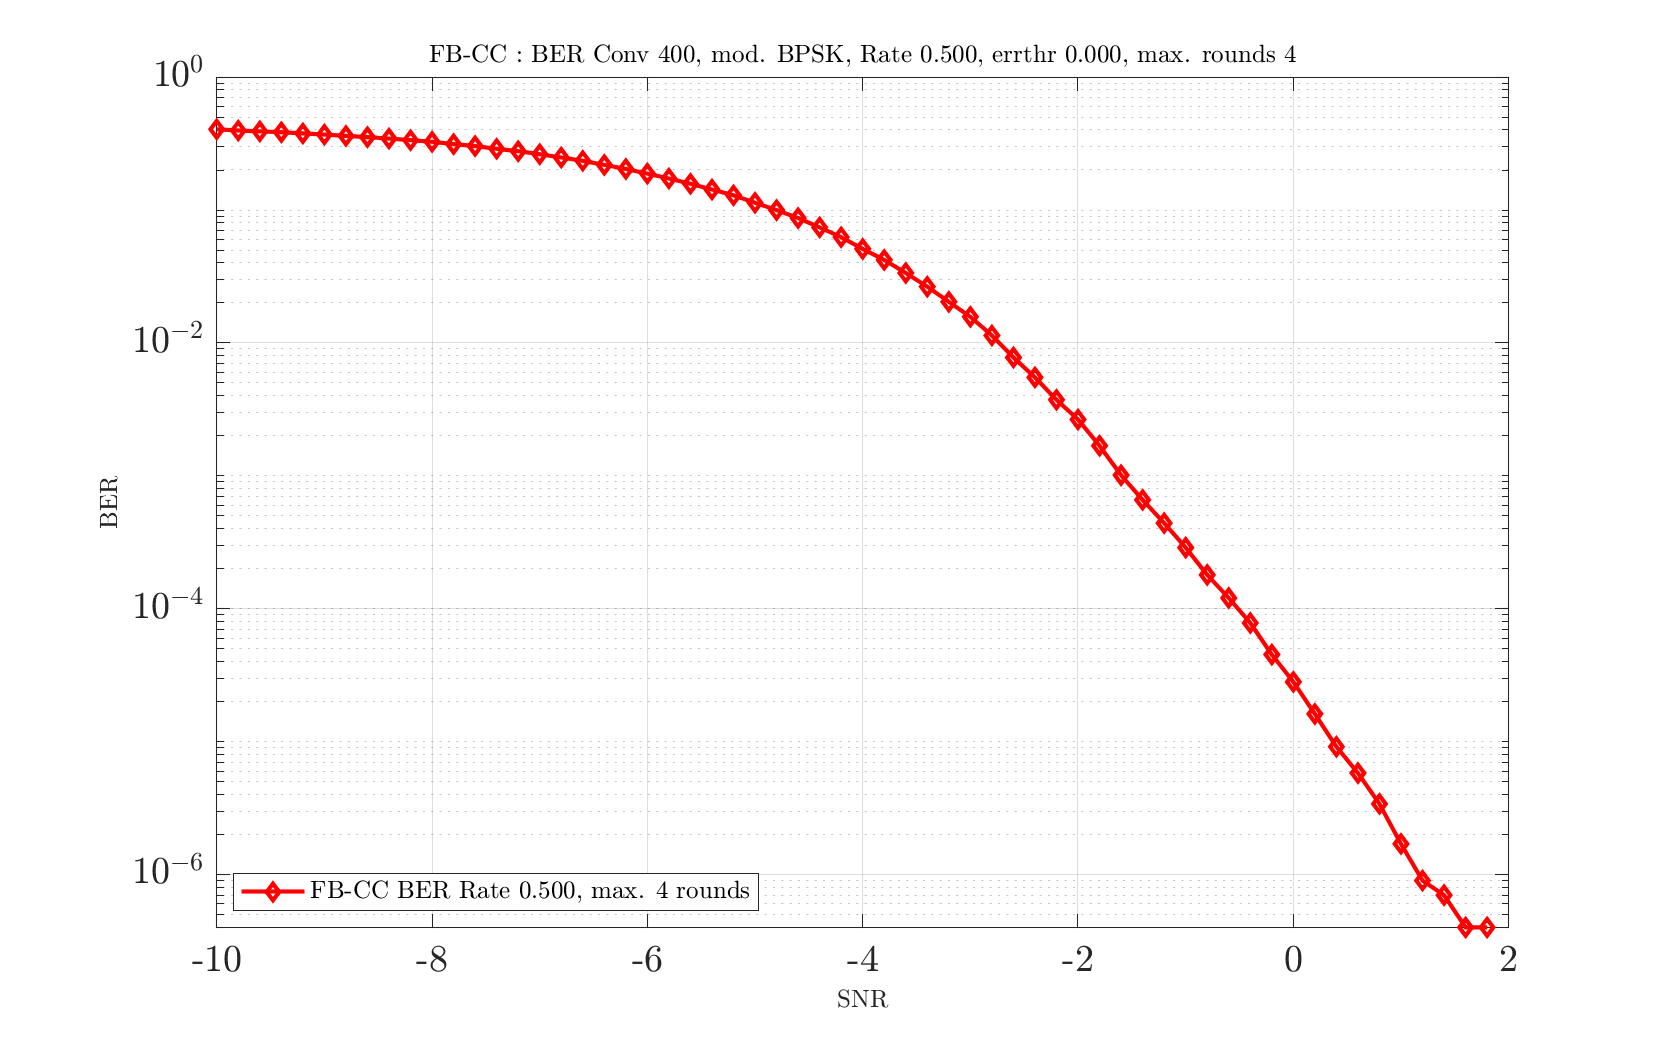 FB-CC : BER Conv 400, mod. BPSK, Rate 0.500, errthr 0.000, max. rounds 4
10^0
10^-2
10^-4
10^-6
BER
FB-CC BER Rate 0.500, max. 4 rounds
-10 -8 -6 -4 -2 0 2
SNR